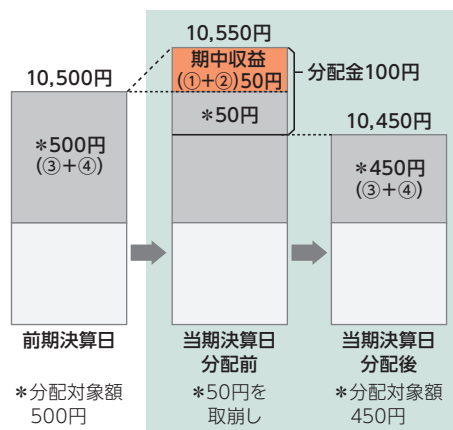 10,500円
＊500円
(③＋④)
前期決算日
＊分配対象額
500円
10,550円
期中収益
(①＋②)50円
＊50円
分配金100円
当期決算日
分配前
＊50円を
取崩し
10,450円
＊450円
(③＋④)
当期決算日
分配後
＊分配対象額
450円